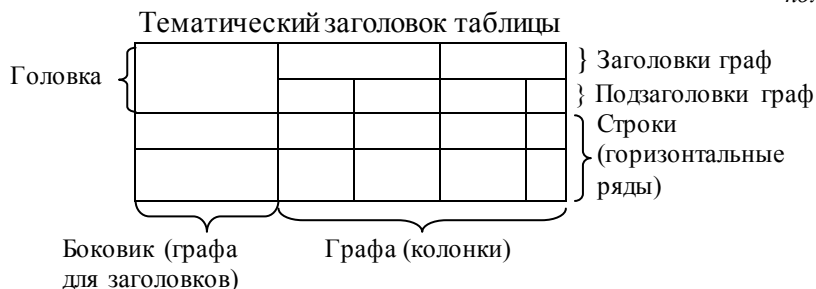 Тематический заголовок таблицы
Головка
} Заголовки граф
} Подзаголовки граф
Строки
(горизонтальные
ряды)
Боковик (графа
для заголовков)
Графа (колонки)